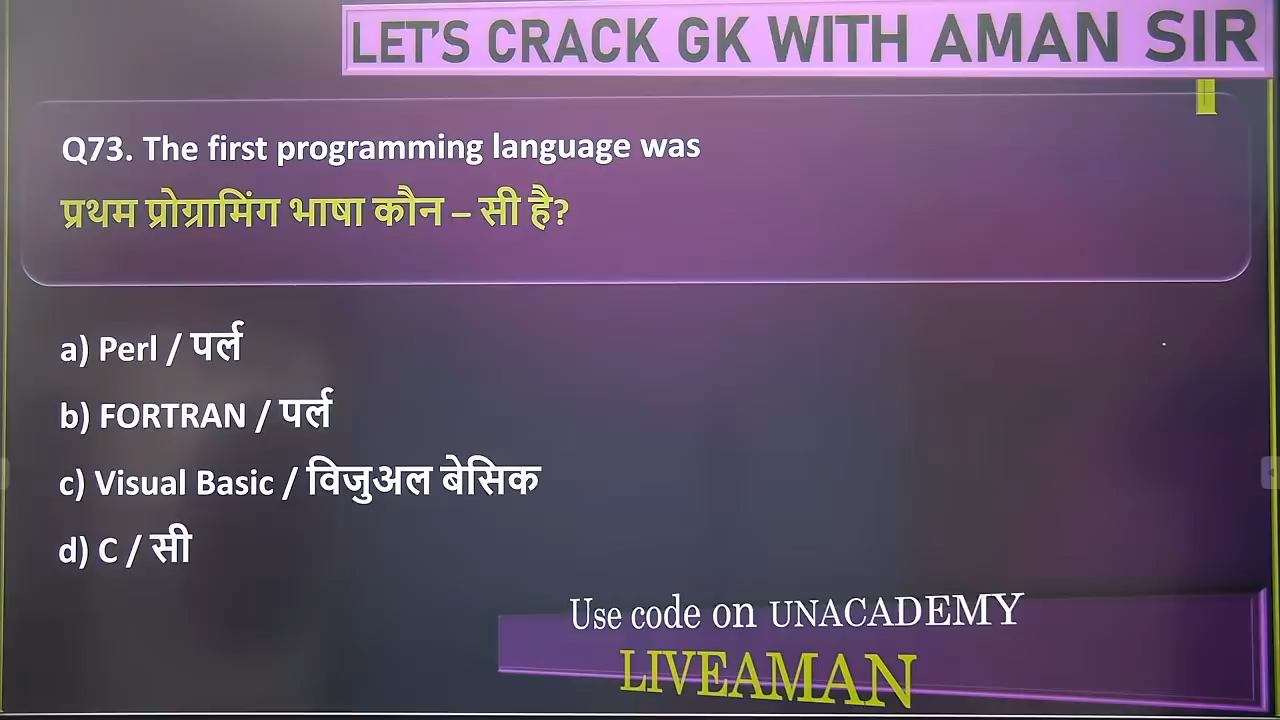 LET'S CRACK GK WITH AMAN SIR
Q73. The first programming language was
प्रथम प्रोग्रामिंग भाषा कौन – सी है?
a) Perl / पर्ल
b) FORTRAN / पर्ल
c) Visual Basic / विजुअल बेसिक
d) C / सी
Use code on UNACADEMY
LIVEAMAN